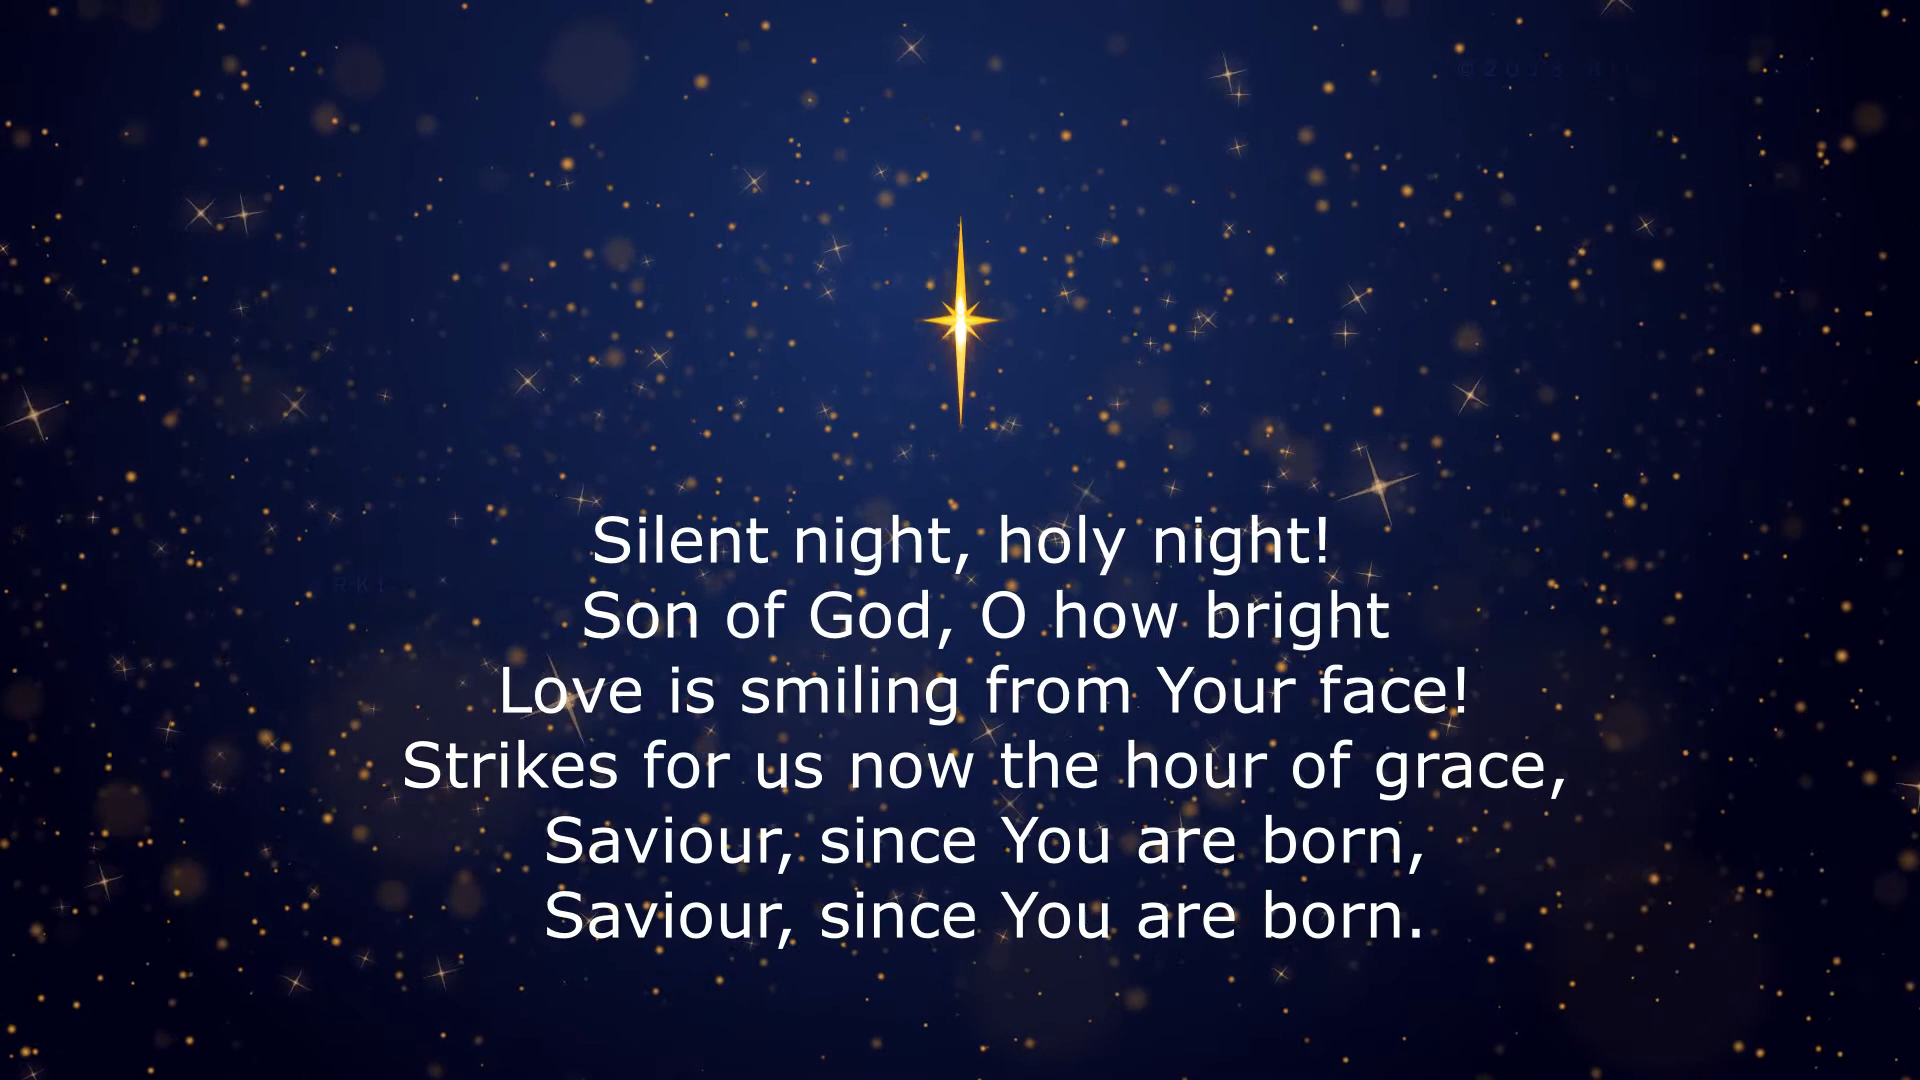 Silent night, holy night!
Son of God, O how bright
Love is smiling from Your face!
Strikes for us now the hour of grace,
Saviour, since You are born,
Saviour, since You are born.